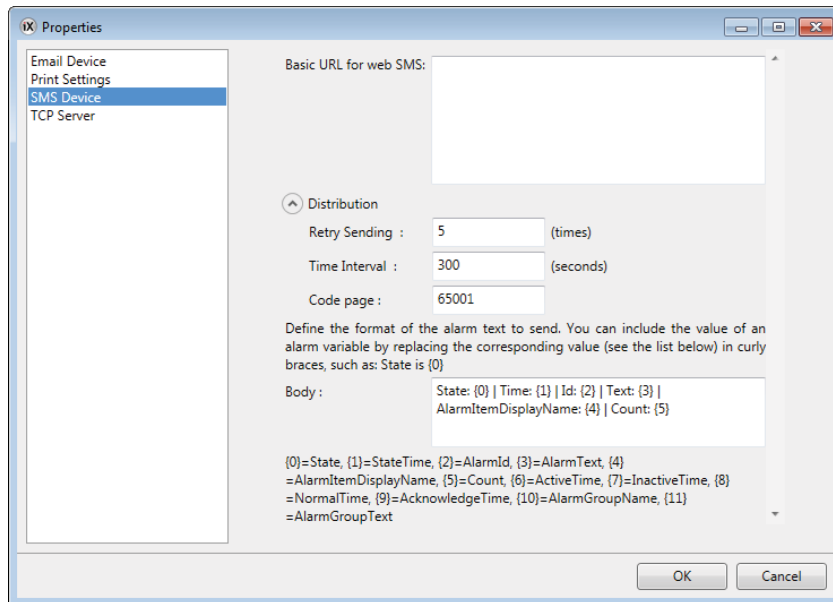 iX Properties
Email Device
Print Settings
SMS Device
TCP Server
Basic URL for web SMS:
Distribution
Retry Sending : 5 (times)
Time Interval : 300 (seconds)
Code page : 65001
Define the format of the alarm text to send. You can include the value of an
alarm variable by replacing the corresponding value (see the list below) in curly
braces, such as: State is {0}
Body : State: {0} | Time: {1} | Id: {2} | Text: {3} |
AlarmItemDisplayName: {4} | Count: {5}
{0}=State, {1}=StateTime, {2}=AlarmId, {3}=AlarmText, {4}
=AlarmItemDisplayName, {5}=Count, {6}=ActiveTime, {7}=InactiveTime, {8}
=NormalTime, {9}=AcknowledgeTime, {10}=AlarmGroupName, {11}
=AlarmGroupText
OK Cancel